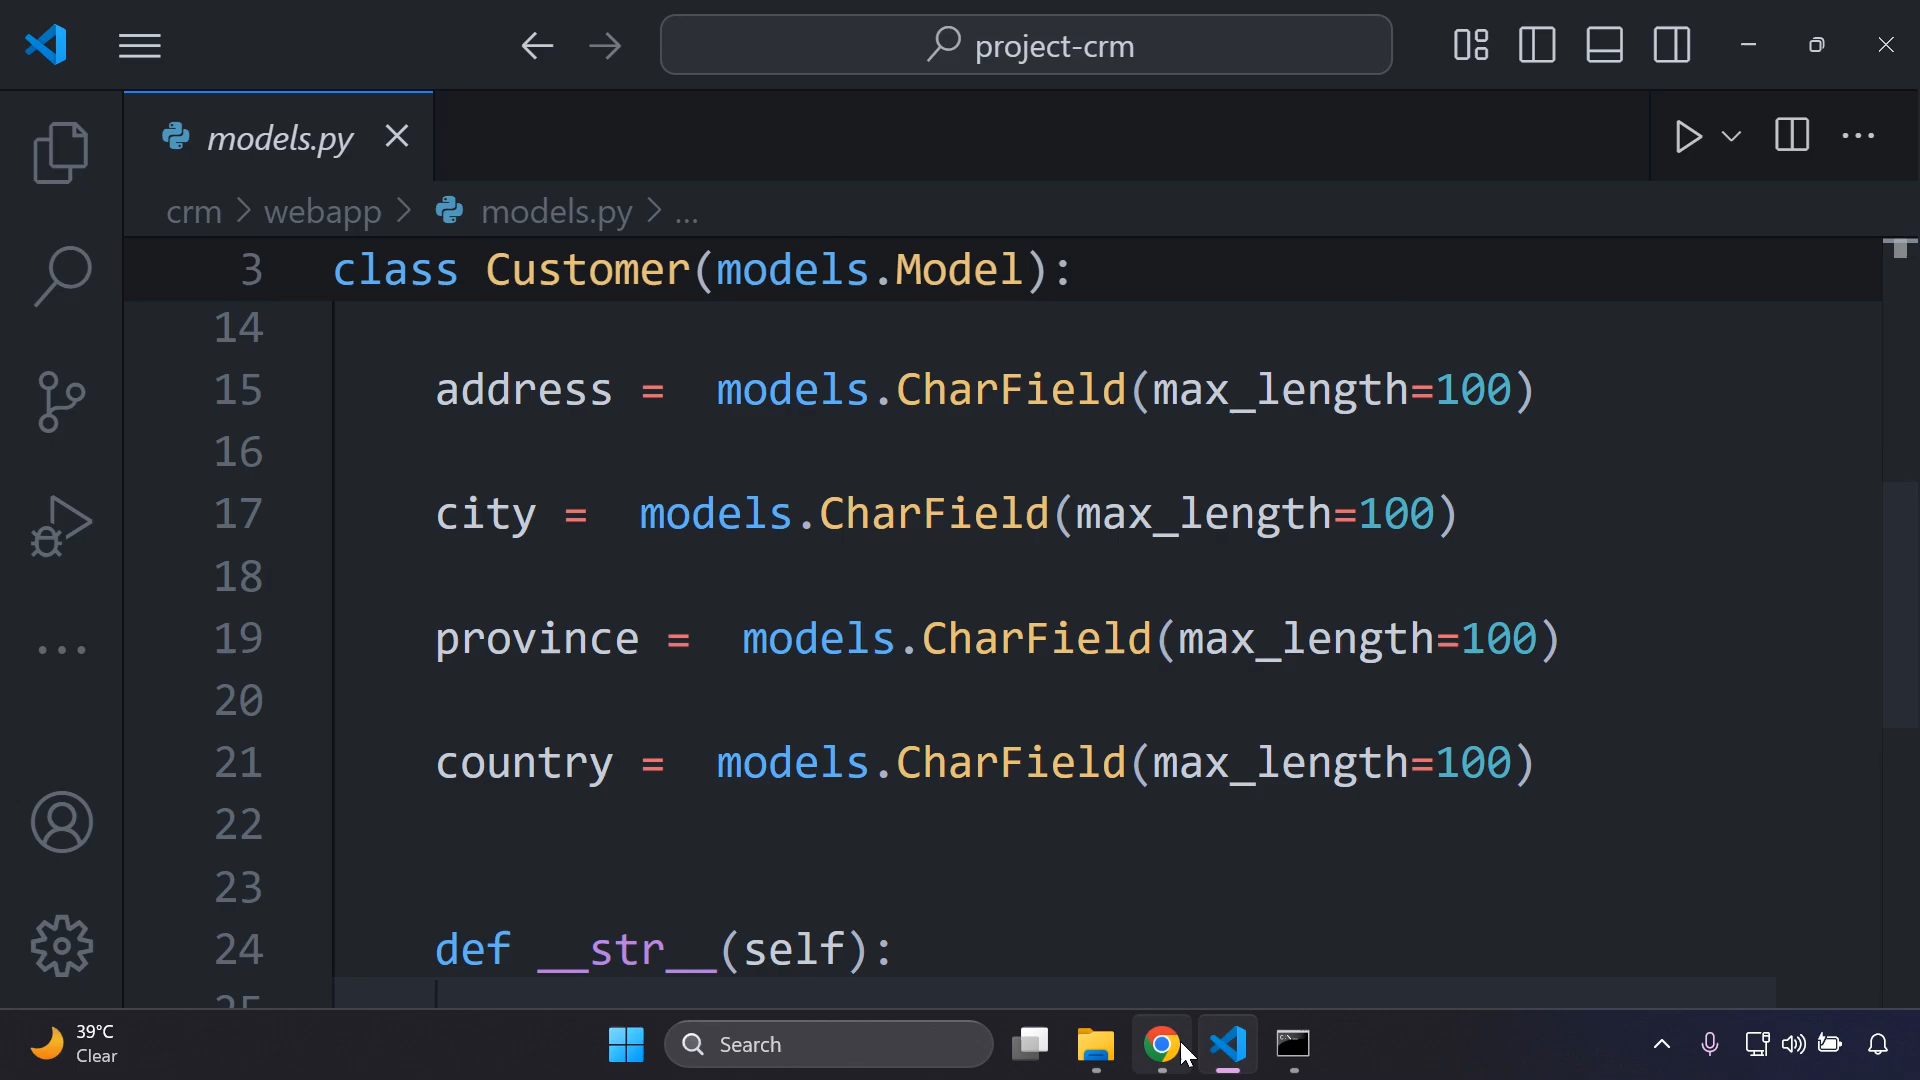 project-crm
models.py
crm > webapp > models.py > ...
3 class Customer(models.Model):
14
15 address =  models.CharField(max_length=100)
16
17 city =  models.CharField(max_length=100)
18
19 province =  models.CharField(max_length=100)
20
21 country =  models.CharField(max_length=100)
22
23
24 def __str__(self):
25
39°C
Clear
Search